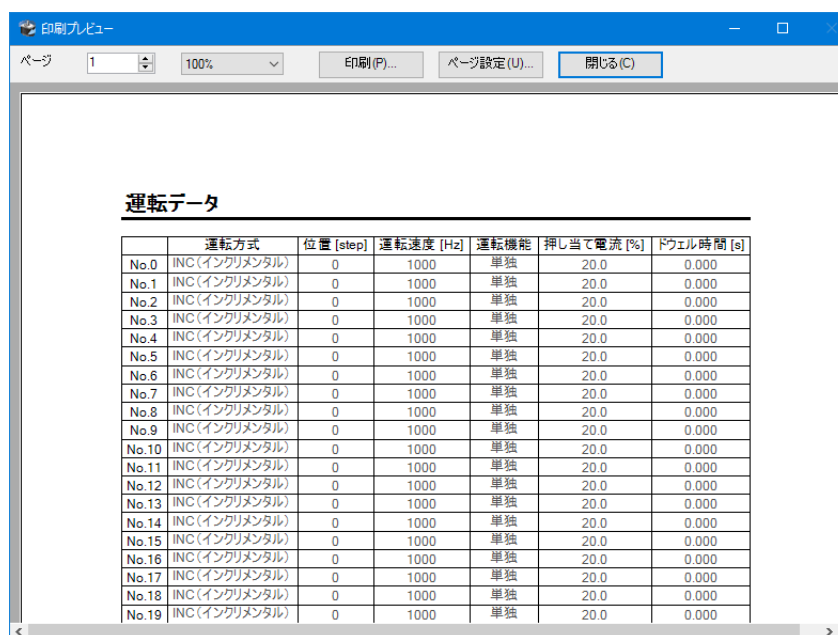 印刷プレビュー
ページ 1 100% 印刷(P)... ページ設定(U)... 閉じる(C)
運転データ
運転方式 位置 [step] 運転速度 [Hz] 運転機能 押し当て電流 [%] ドウェル時間 [s]
No.0 INC(インクリメンタル) 0 1000 単独 20.0 0.000
No.1 INC(インクリメンタル) 0 1000 単独 20.0 0.000
No.2 INC(インクリメンタル) 0 1000 単独 20.0 0.000
No.3 INC(インクリメンタル) 0 1000 単独 20.0 0.000
No.4 INC(インクリメンタル) 0 1000 単独 20.0 0.000
No.5 INC(インクリメンタル) 0 1000 単独 20.0 0.000
No.6 INC(インクリメンタル) 0 1000 単独 20.0 0.000
No.7 INC(インクリメンタル) 0 1000 単独 20.0 0.000
No.8 INC(インクリメンタル) 0 1000 単独 20.0 0.000
No.9 INC(インクリメンタル) 0 1000 単独 20.0 0.000
No.10 INC(インクリメンタル) 0 1000 単独 20.0 0.000
No.11 INC(インクリメンタル) 0 1000 単独 20.0 0.000
No.12 INC(インクリメンタル) 0 1000 単独 20.0 0.000
No.13 INC(インクリメンタル) 0 1000 単独 20.0 0.000
No.14 INC(インクリメンタル) 0 1000 単独 20.0 0.000
No.15 INC(インクリメンタル) 0 1000 単独 20.0 0.000
No.16 INC(インクリメンタル) 0 1000 単独 20.0 0.000
No.17 INC(インクリメンタル) 0 1000 単独 20.0 0.000
No.18 INC(インクリメンタル) 0 1000 単独 20.0 0.000
No.19 INC(インクリメンタル) 0 1000 単独 20.0 0.000